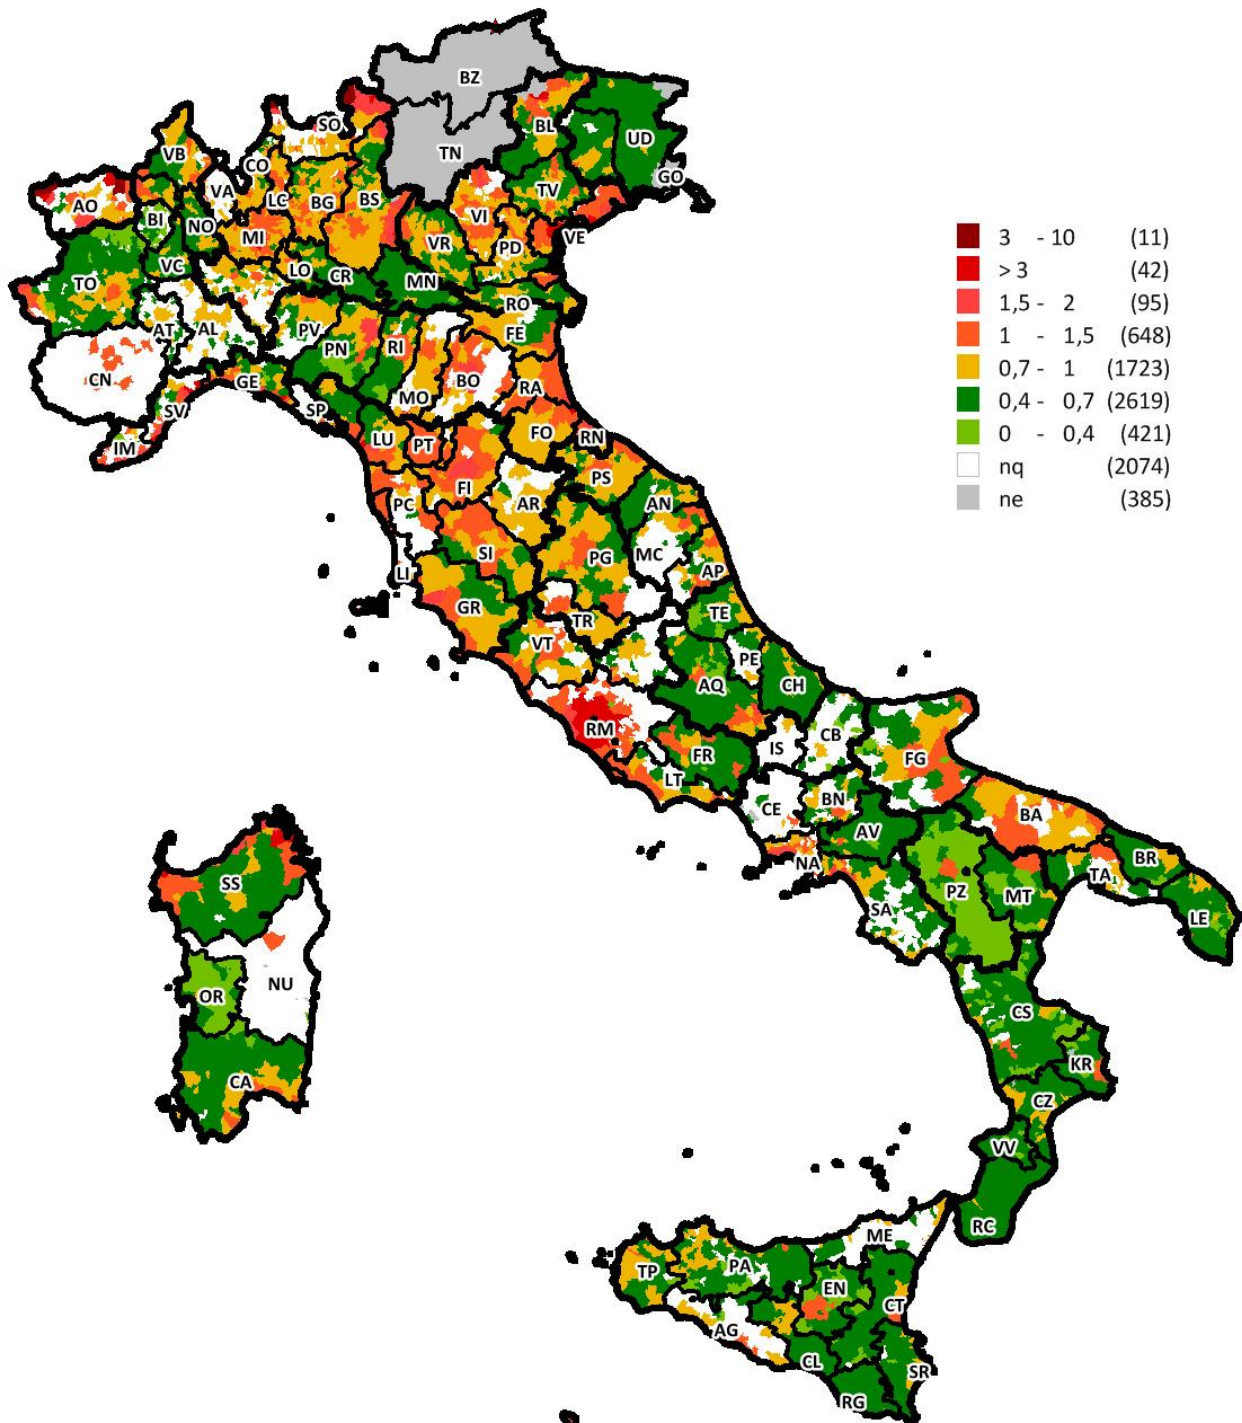 BZ
SO
BL
UD
TN
VB
CO
GO
VA
LC
BG
BS
TV
AO
BI
NO
VI
MI
VR
PD
VE
3 - 10 (11)
VC
LO
CR
MN
> 3 (42)
TO
RO
1,5 - 2 (95)
AT
AL
PV
FE
1 - 1,5 (648)
PN
RI
CN
GE
MO
BO
RA
0,7 - 1 (1723)
SV
SP
0,4 - 0,7 (2619)
IM
LU
PT
FO
RN
0 - 0,4 (421)
FI
PS
nq (2074)
PC
AR
AN
ne (385)
SI
PG
MC
LI
AP
GR
TR
TE
VT
PE
AQ
CH
RM
CB
IS
FR
FG
LT
CE
BN
BA
AV
NA
BR
TA
SS
PZ
MT
SA
LE
NU
OR
CS
KR
CA
CZ
VV
RC
ME
TP
PA
EN
CT
AG
CL
SR
RG